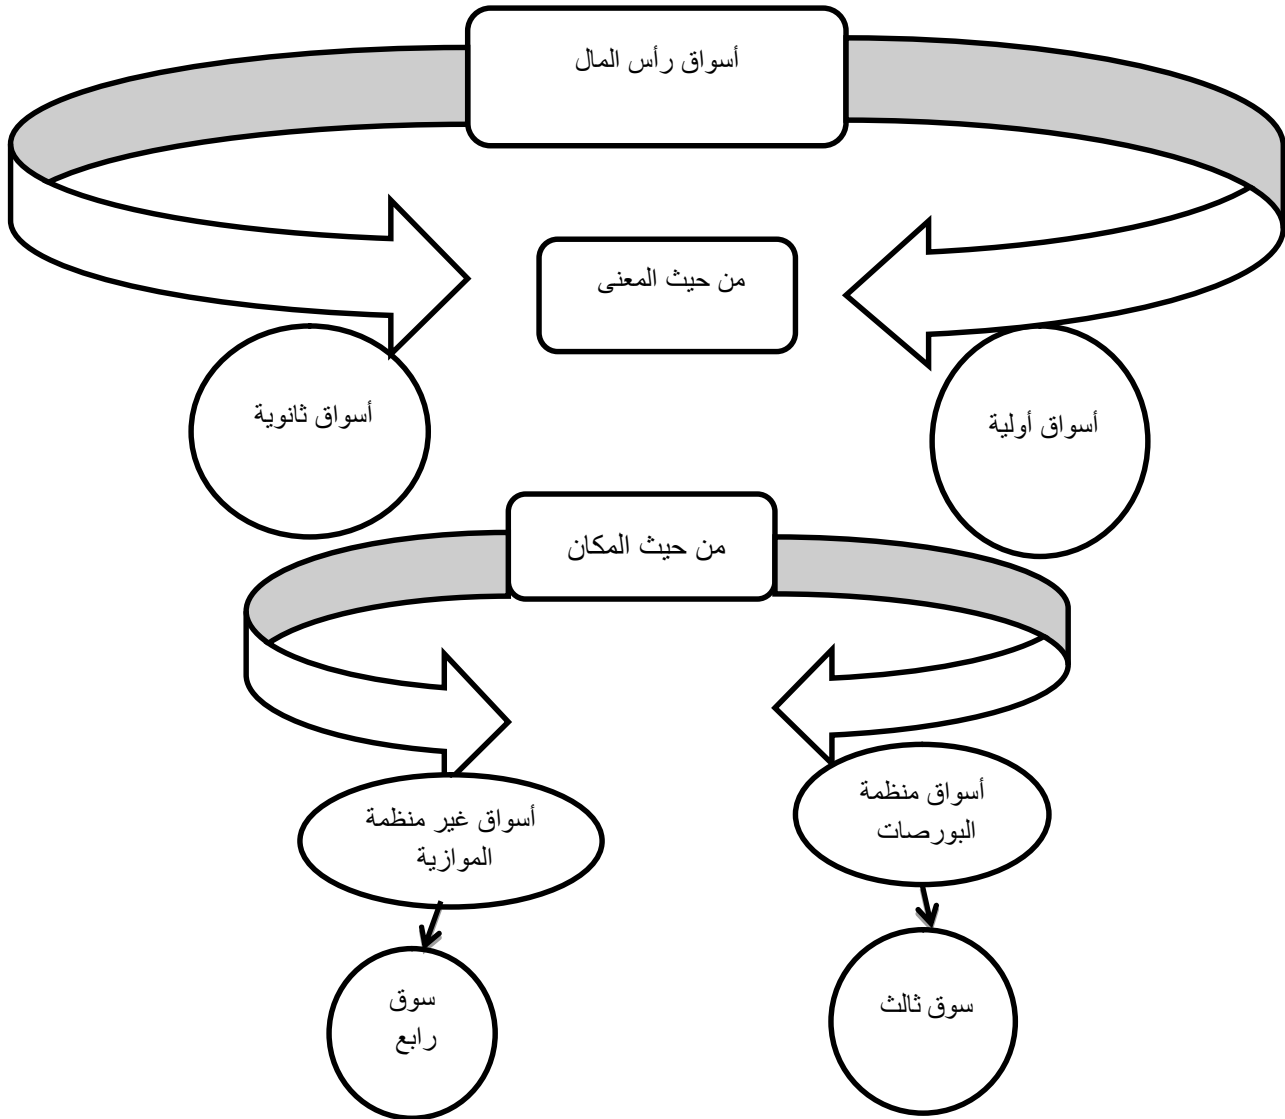 أسواق رأس المال
من حيث المعنى
أسواق أولية
أسواق ثانوية
من حيث المكان
أسواق منظمة
البورصات
أسواق غير منظمة
الموازية
سوق ثالث
سوق
رابع